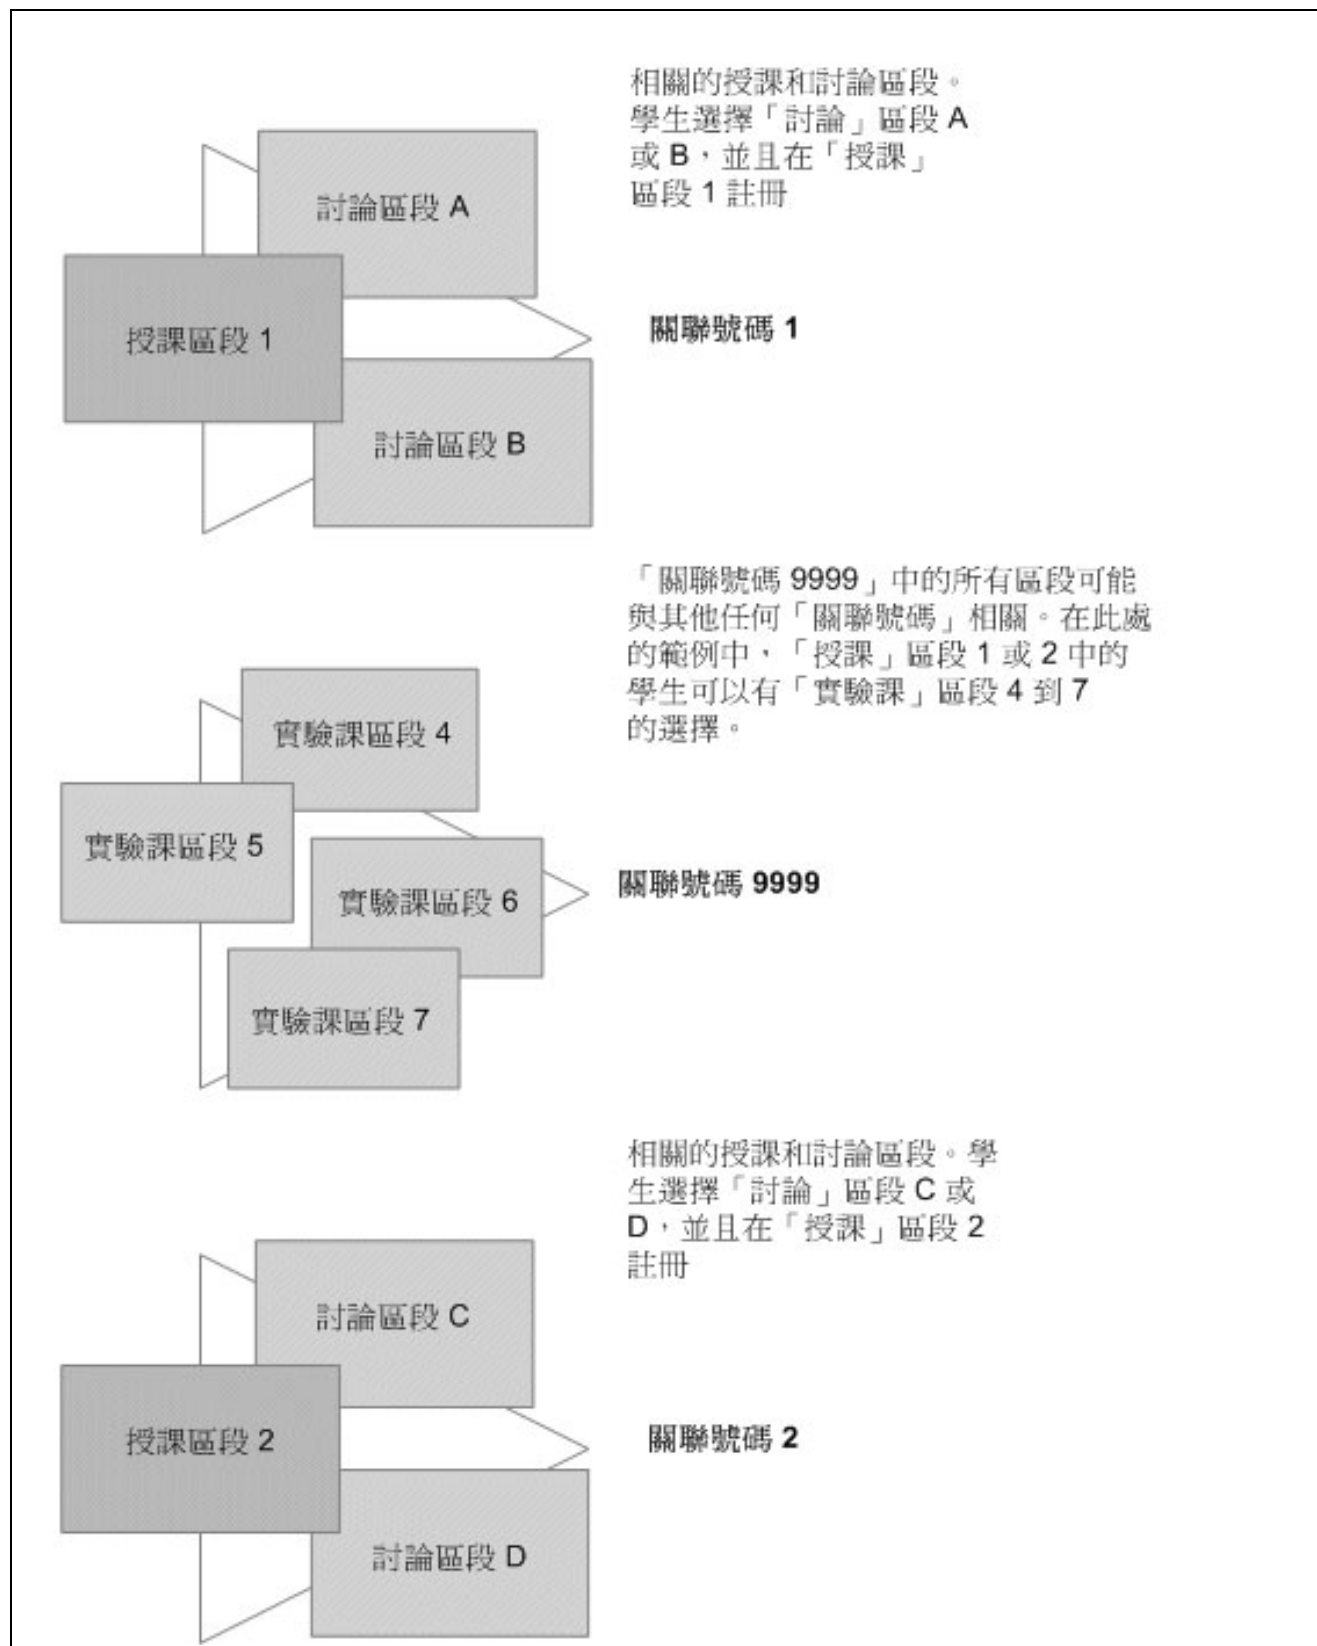 相關的授課和討論區段。
學生選擇「討論」區段 A
或 B，並且在「授課」
區段 1 註冊
討論區段 A
授課區段 1
關聯號碼 1
討論區段 B
「關聯號碼 9999」中的所有區段可能
與其他任何「關聯號碼」相關。在此處
的範例中，「授課」區段 1 或 2 中的
學生可以有「實驗課」區段 4 到 7
的選擇。
實驗課區段 4
實驗課區段 5
實驗課區段 6
關聯號碼 9999
實驗課區段 7
相關的授課和討論區段。學
生選擇「討論」區段 C 或
D，並且在「授課」區段 2
註冊
討論區段 C
授課區段 2
關聯號碼 2
討論區段 D